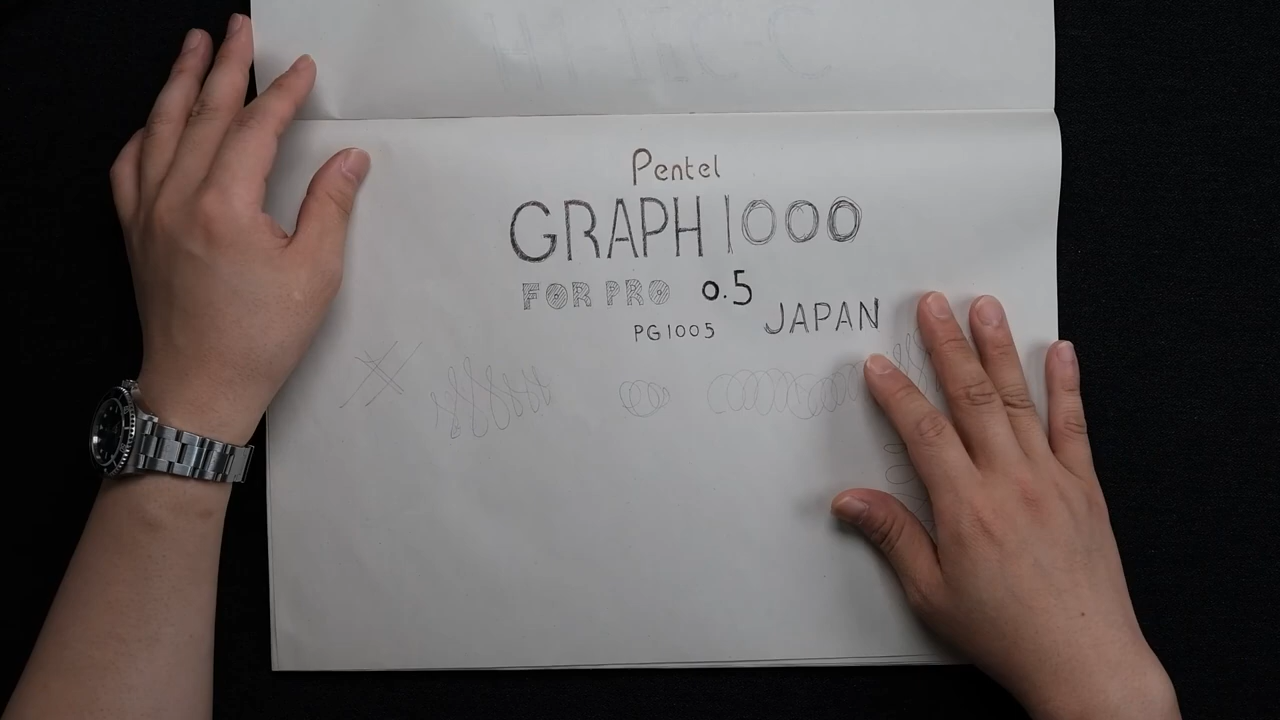 Pentel
GRAPH 1000
FOR PRO 0.5
JAPAN
PG1005